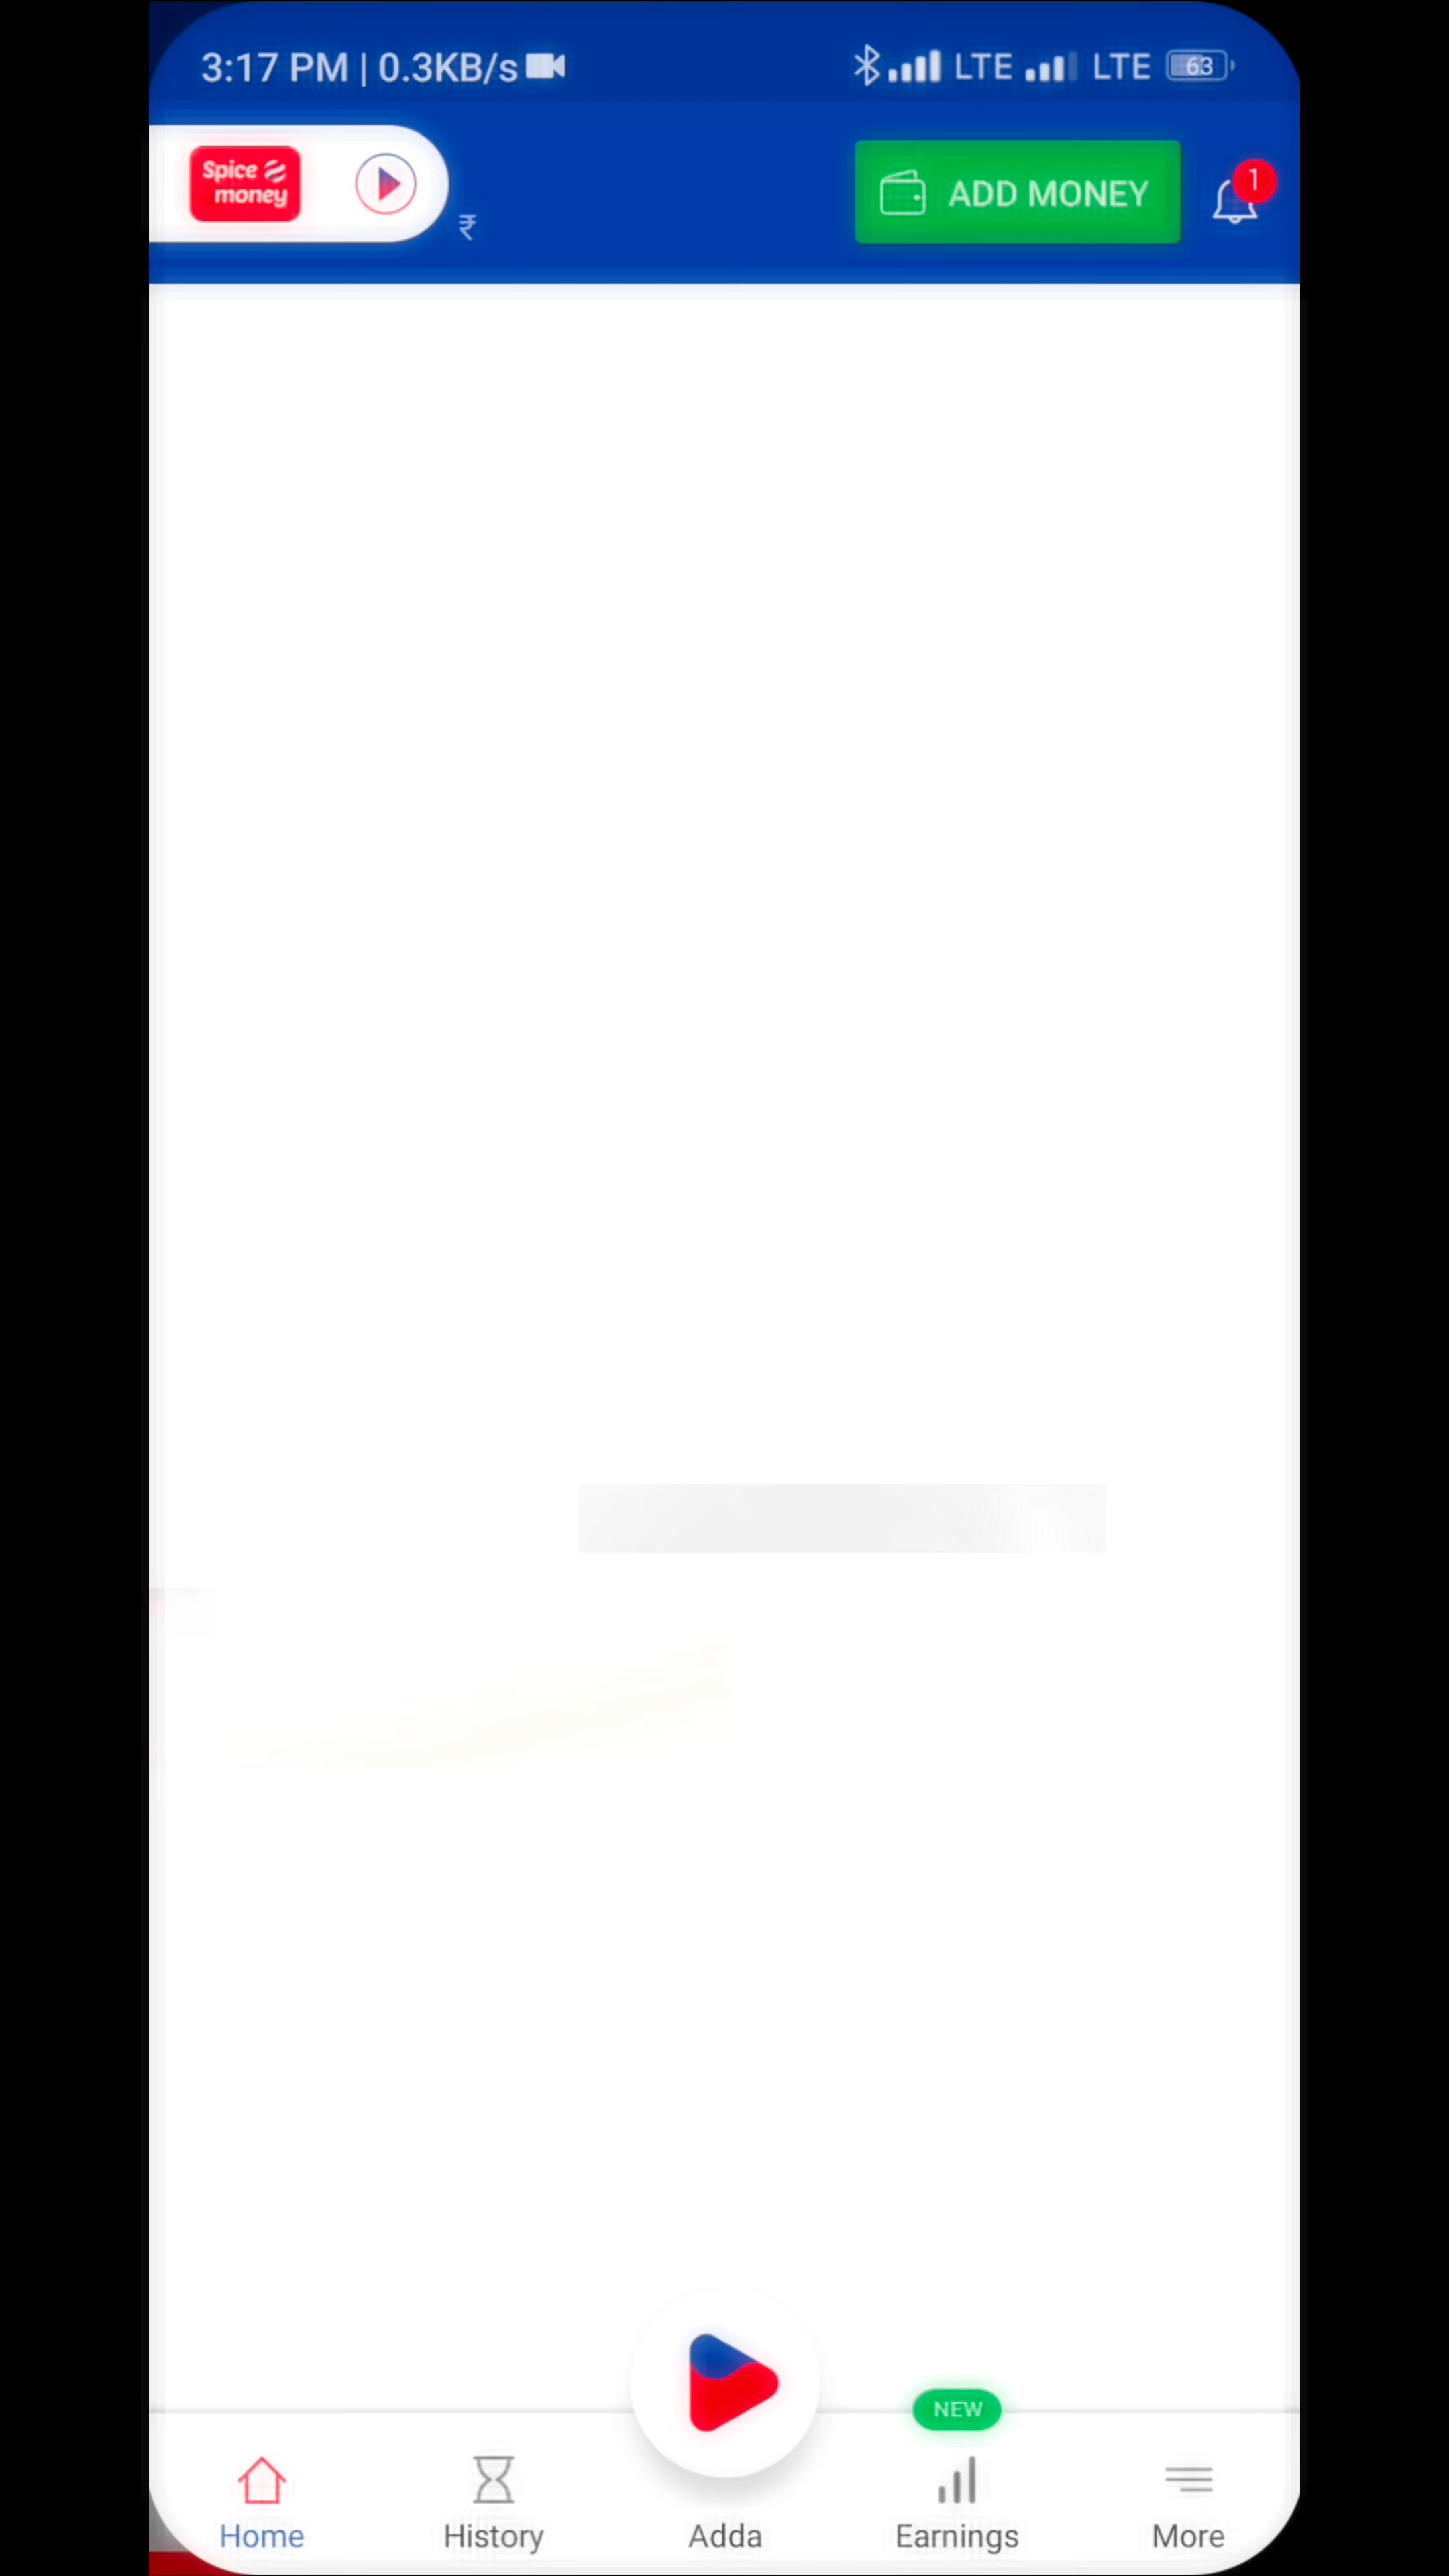 3:17 PM | 0.3KB/s LTE LTE 63
Spice money
₹
ADD MONEY
1
NEW
Home History Adda Earnings More